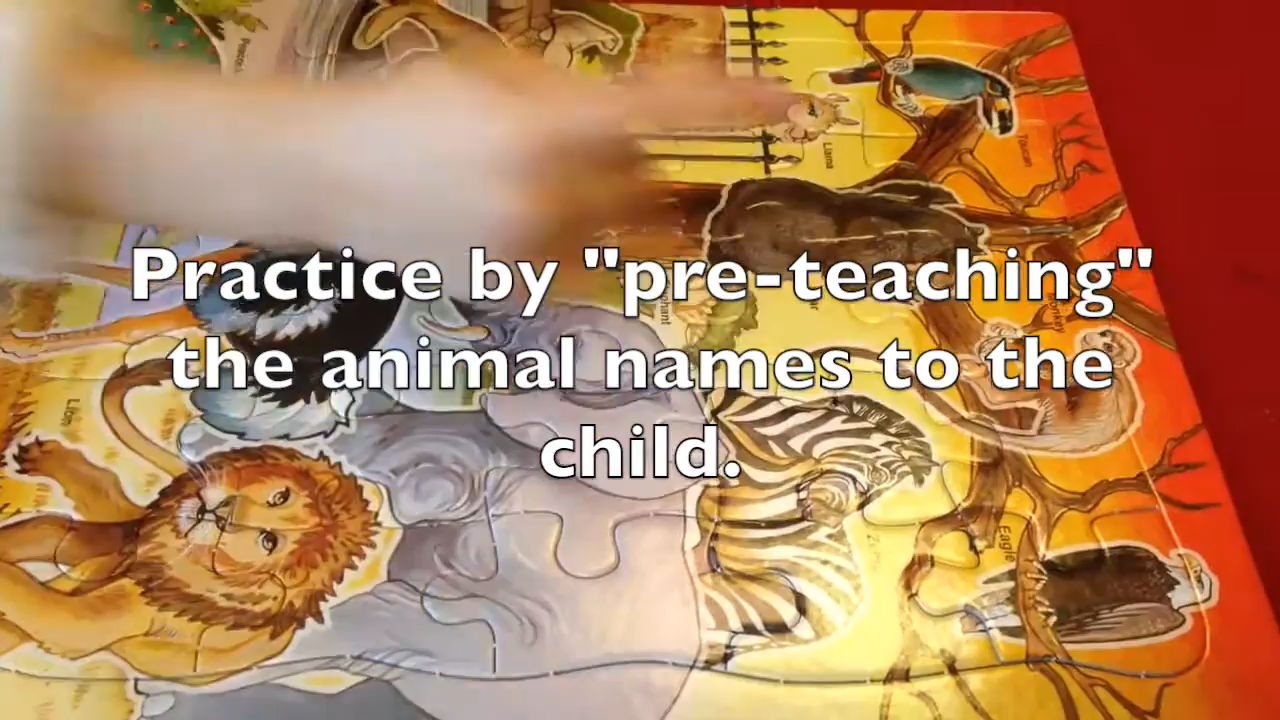 Toucan
Llama
Practice by "pre-teaching"
the animal names to the
child.
Lion
Eagle